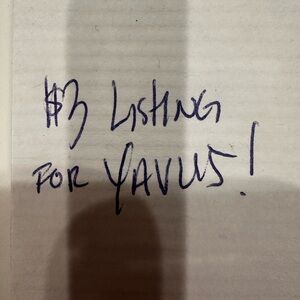 #3 LISTING
FOR YAVUS!